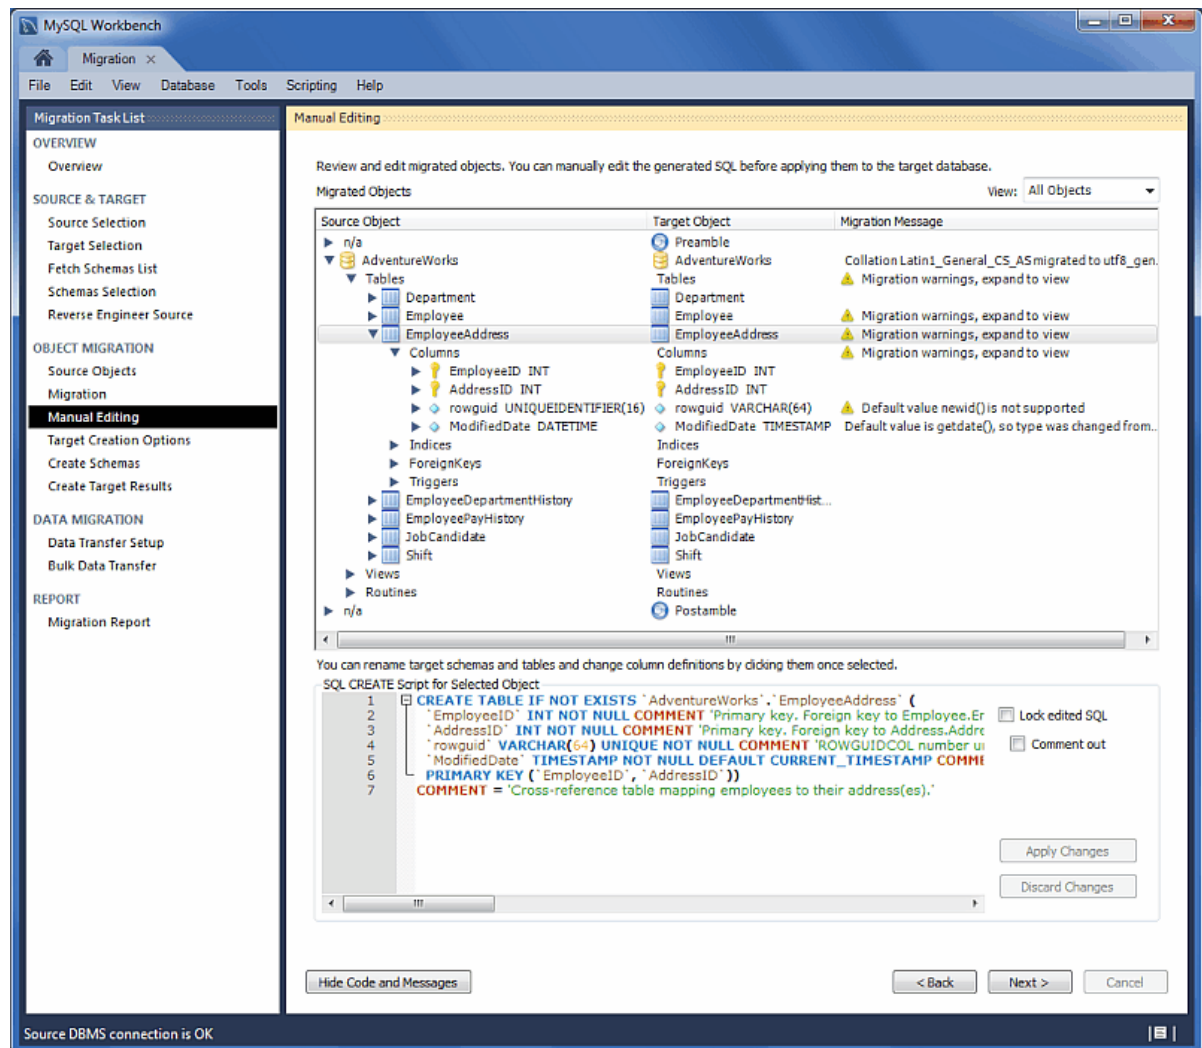 MySQL Workbench
Migration
File Edit View Database Tools Scripting Help
Migration Task List
OVERVIEW
Overview
SOURCE & TARGET
Source Selection
Target Selection
Fetch Schemas List
Schemas Selection
Reverse Engineer Source
OBJECT MIGRATION
Source Objects
Migration
Manual Editing
Target Creation Options
Create Schemas
Create Target Results
DATA MIGRATION
Data Transfer Setup
Bulk Data Transfer
REPORT
Migration Report
Manual Editing
Review and edit migrated objects. You can manually edit the generated SQL before applying them to the target database.
Migrated Objects View: All Objects
Source Object Target Object Migration Message
n/a Preamble
AdventureWorks AdventureWorks Collation Latin1_General_CS_AS migrated to utf8_gen.
Tables Tables Migration warnings, expand to view
Department Department
Employee Employee Migration warnings, expand to view
EmployeeAddress EmployeeAddress Migration warnings, expand to view
Columns Columns Migration warnings, expand to view
EmployeeID INT EmployeeID INT
AddressID INT AddressID INT
rowguid UNIQUEIDENTIFIER(16) rowguid VARCHAR(64) Default value newid() is not supported
ModifiedDate DATETIME ModifiedDate TIMESTAMP Default value is getdate(), so type was changed from..
Indices Indices
ForeignKeys ForeignKeys
Triggers Triggers
EmployeeDepartmentHistory EmployeeDepartmentHist...
EmployeePayHistory EmployeePayHistory
JobCandidate JobCandidate
Shift Shift
Views Views
Routines Routines
n/a Postamble
You can rename target schemas and tables and change column definitions by clicking them once selected.
SQL CREATE Script for Selected Object
1 CREATE TABLE IF NOT EXISTS `AdventureWorks`.`EmployeeAddress` (
2 `EmployeeID` INT NOT NULL COMMENT 'Primary key. Foreign key to Employee.Er
3 `AddressID` INT NOT NULL COMMENT 'Primary key. Foreign key to Address.Addre
4 `rowguid` VARCHAR(64) UNIQUE NOT NULL COMMENT 'ROWGUIDCOL number ui
5 `ModifiedDate` TIMESTAMP NOT NULL DEFAULT CURRENT_TIMESTAMP COMME
6 PRIMARY KEY (`EmployeeID`, `AddressID`))
7 COMMENT = 'Cross-reference table mapping employees to their address(es).'
Lock edited SQL
Comment out
Apply Changes
Discard Changes
Hide Code and Messages < Back Next > Cancel
Source DBMS connection is OK